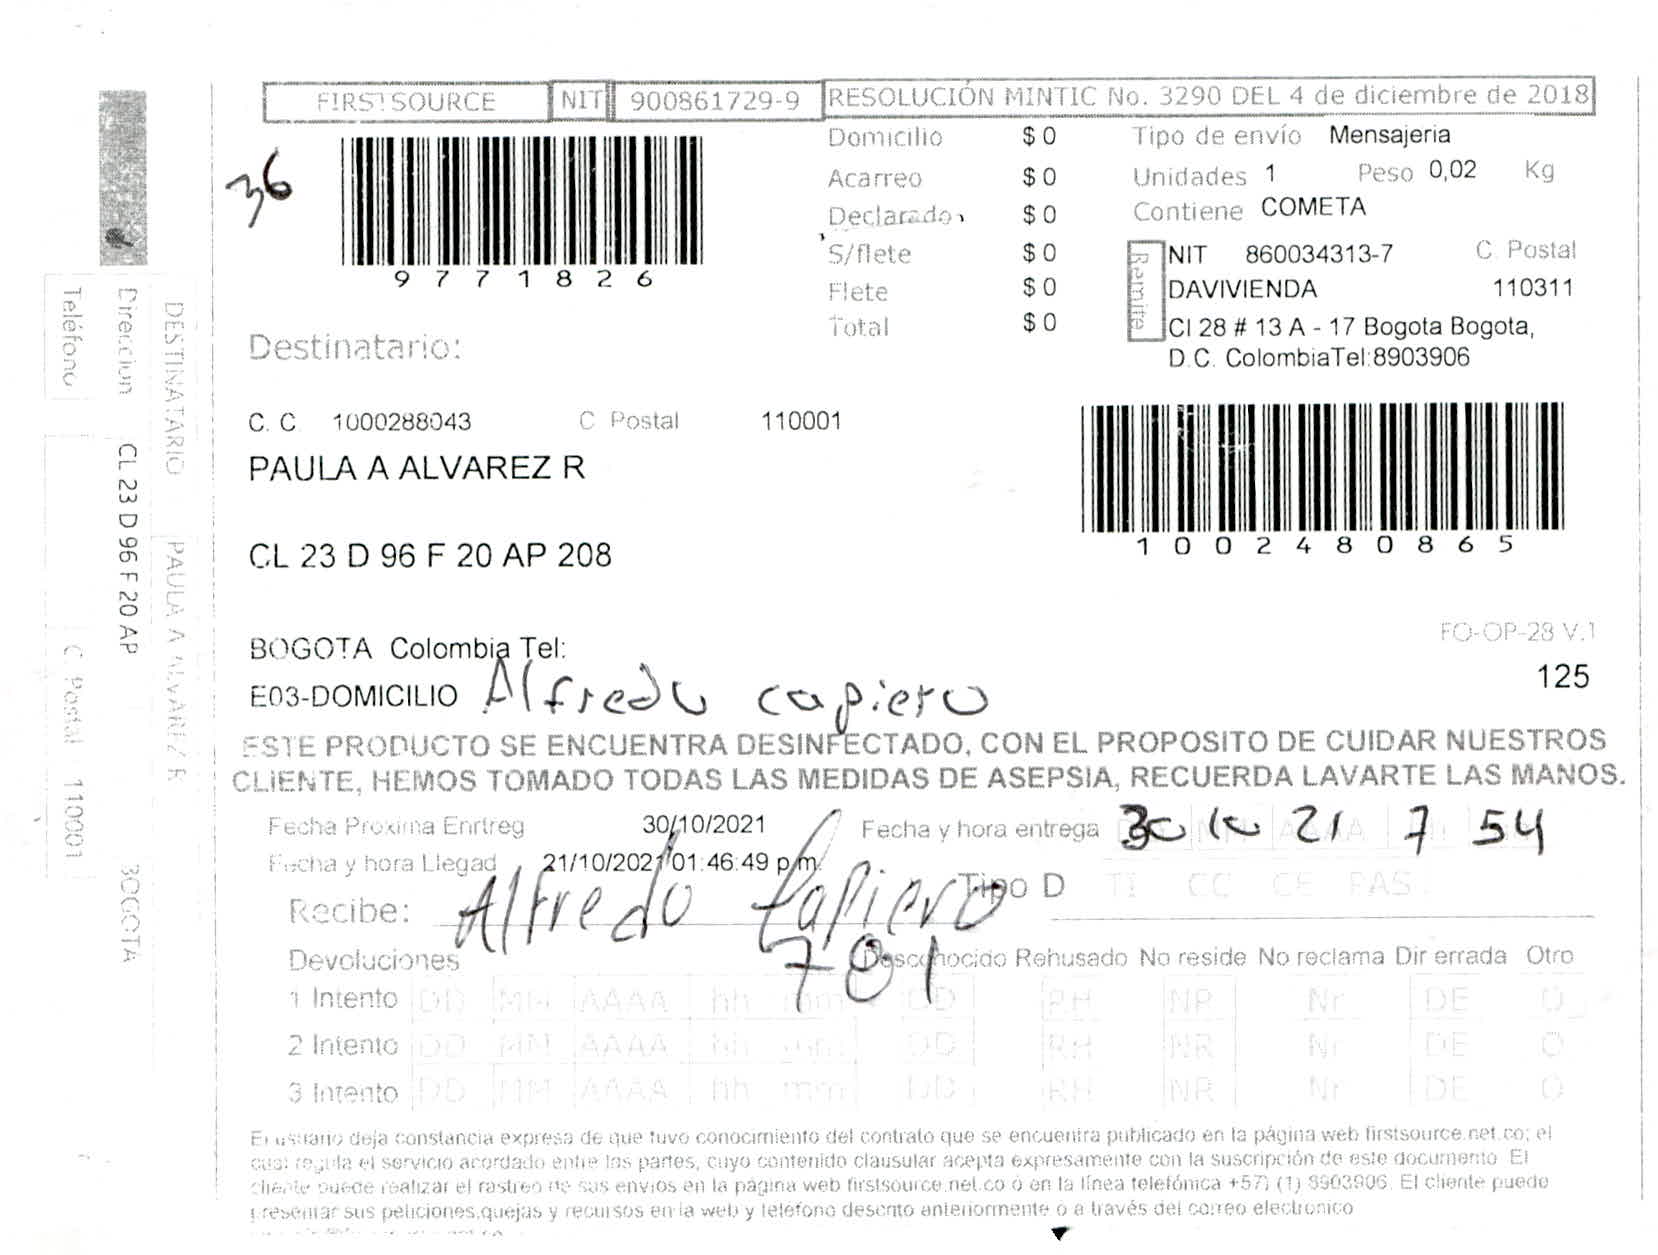 FIRSTSOURCE NIT 900861729-9 RESOLUCIÓN MINTIC No. 3290 DEL 4 de diciembre de 2018
36
9771826
Domicilio $ 0
Acarreo $ 0
Declarado $ 0
S/flete $ 0
Flete $ 0
Total $ 0
Tipo de envío Mensajeria
Unidades 1 Peso 0,02 Kg
Contiene COMETA
Remite
NIT 860034313-7 C. Postal
DAVIVIENDA 110311
Cl 28 # 13 A - 17 Bogota Bogota,
D.C. ColombiaTel:8903906
Destinatario:
C. C. 1000288043 C Postal 110001
PAULA A ALVAREZ R
1002480865
CL 23 D 96 F 20 AP 208
BOGOTA Colombia Tel:
FO-OP-28 V.1
125
E03-DOMICILIO Alfredo capiero
ESTE PRODUCTO SE ENCUENTRA DESINFECTADO, CON EL PROPOSITO DE CUIDAR NUESTROS
CLIENTE, HEMOS TOMADO TODAS LAS MEDIDAS DE ASEPSIA, RECUERDA LAVARTE LAS MANOS.
Fecha Proxima Enrtreg 30/10/2021 Fecha y hora entrega 30 10 21 7 54
Fecha y hora Llegad 21/10/2021 01:46:49 p.m.
Tipo D TI CC CE PAS
Recibe: Alfredo Capiero
781
Devoluciones Desconocido Rehusado No reside No reclama Dir errada Otro
1 Intento DD MM AAAA hh mm DD RH NR Nr DE O
2 Intento DD MM AAAA hh mm DD RH NR Nr DE O
3 Intento DD MM AAAA hh mm DD RH NR Nr DE O
El usuario deja constancia expresa de que tuvo conocimiento del contrato que se encuentra publicado en la página web firstsource.net.co; el
cual regula el servicio acordado entre las partes, cuyo contenido clausular acepta expresamente con la suscripción de este documento. El
cliente puede realizar el rastreo de sus envios en la página web firstsource.net.co ó en la línea telefónica +57) (1) 8903906. El cliente puede
presentar sus peticiones,quejas y recursos en la web y telefono descrito anteriormente o a través del correo electronico
DESTINATARIO PAULA A ALVAREZ R
Direccion CL 23 D 96 F 20 AP BOGOTA
Teléfono C. Postal 110001